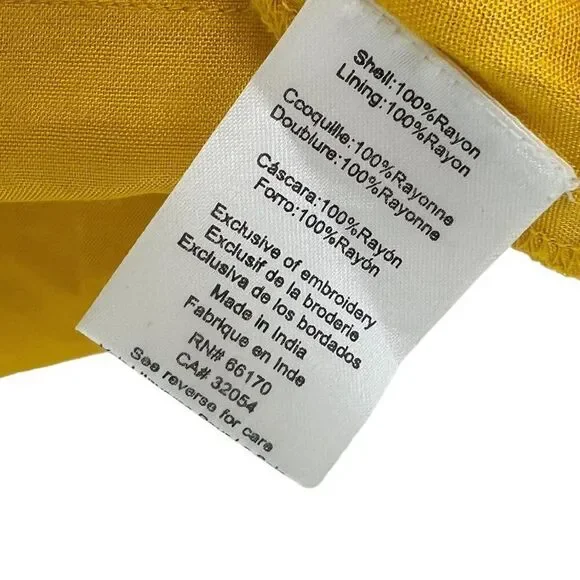 Shell:100%Rayon
Lining:100%Rayon
Ccoquille:100%Rayonne
Doublure:100%Rayonne
Cáscara:100%Rayón
Forro:100%Rayón
Exclusive of embroidery
Exclusif de la broderie
Exclusiva de los bordados
Made in India
Fabrique en Inde
RN# 66170
CA# 32054
See reverse for care